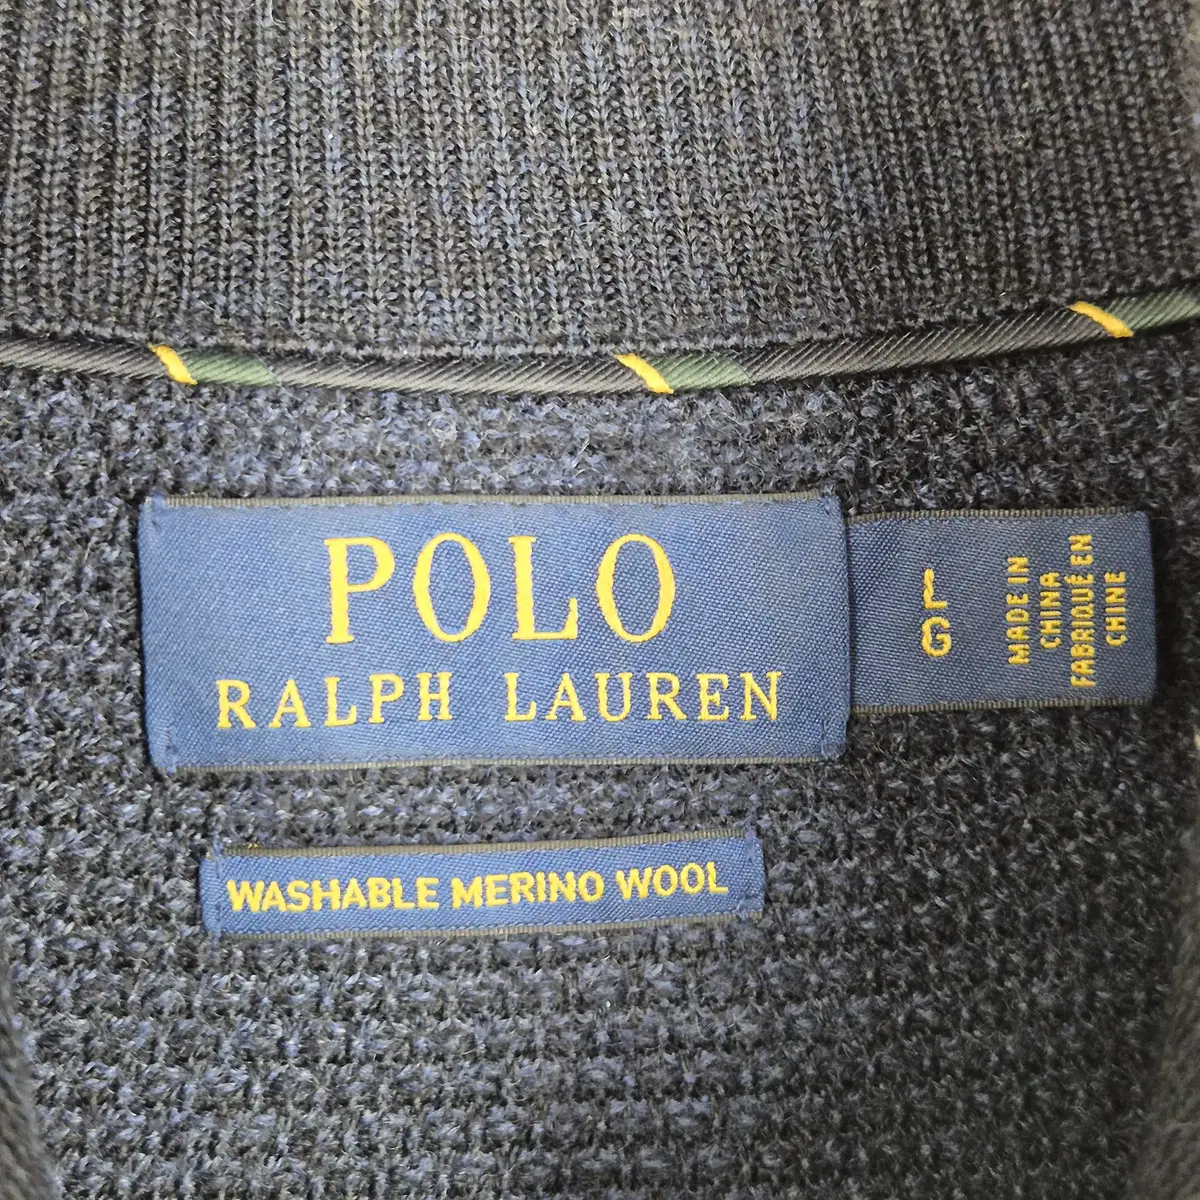 POLO
RALPH LAUREN
L
G
MADE IN
CHINA
FABRIQUÉ EN
CHINE
WASHABLE MERINO WOOL